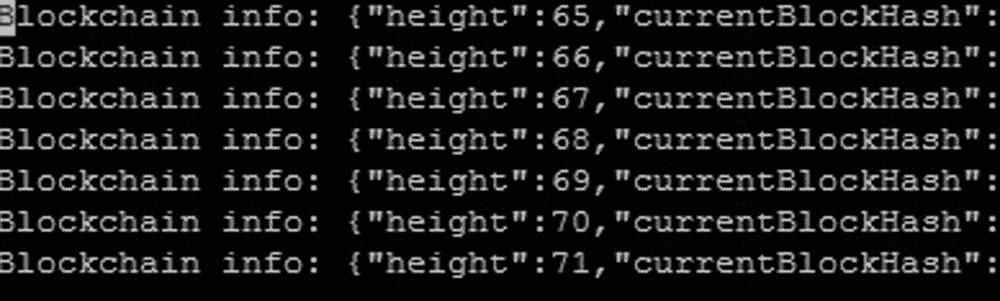 Blockchain info: {"height":65,"currentBlockHash":
Blockchain info: {"height":66,"currentBlockHash":
Blockchain info: {"height":67,"currentBlockHash":
Blockchain info: {"height":68,"currentBlockHash":
Blockchain info: {"height":69,"currentBlockHash":
Blockchain info: {"height":70,"currentBlockHash":
Blockchain info: {"height":71,"currentBlockHash":